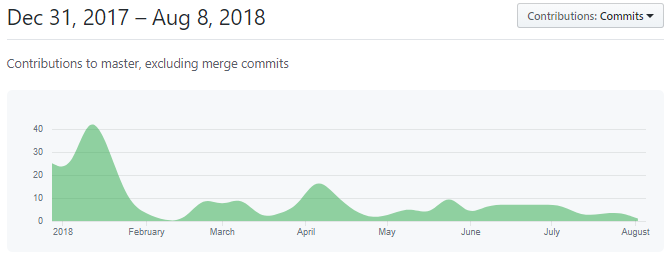 Dec 31, 2017 – Aug 8, 2018
Contributions: Commits
Contributions to master, excluding merge commits
40
30
20
10
0
2018 February March April May June July August